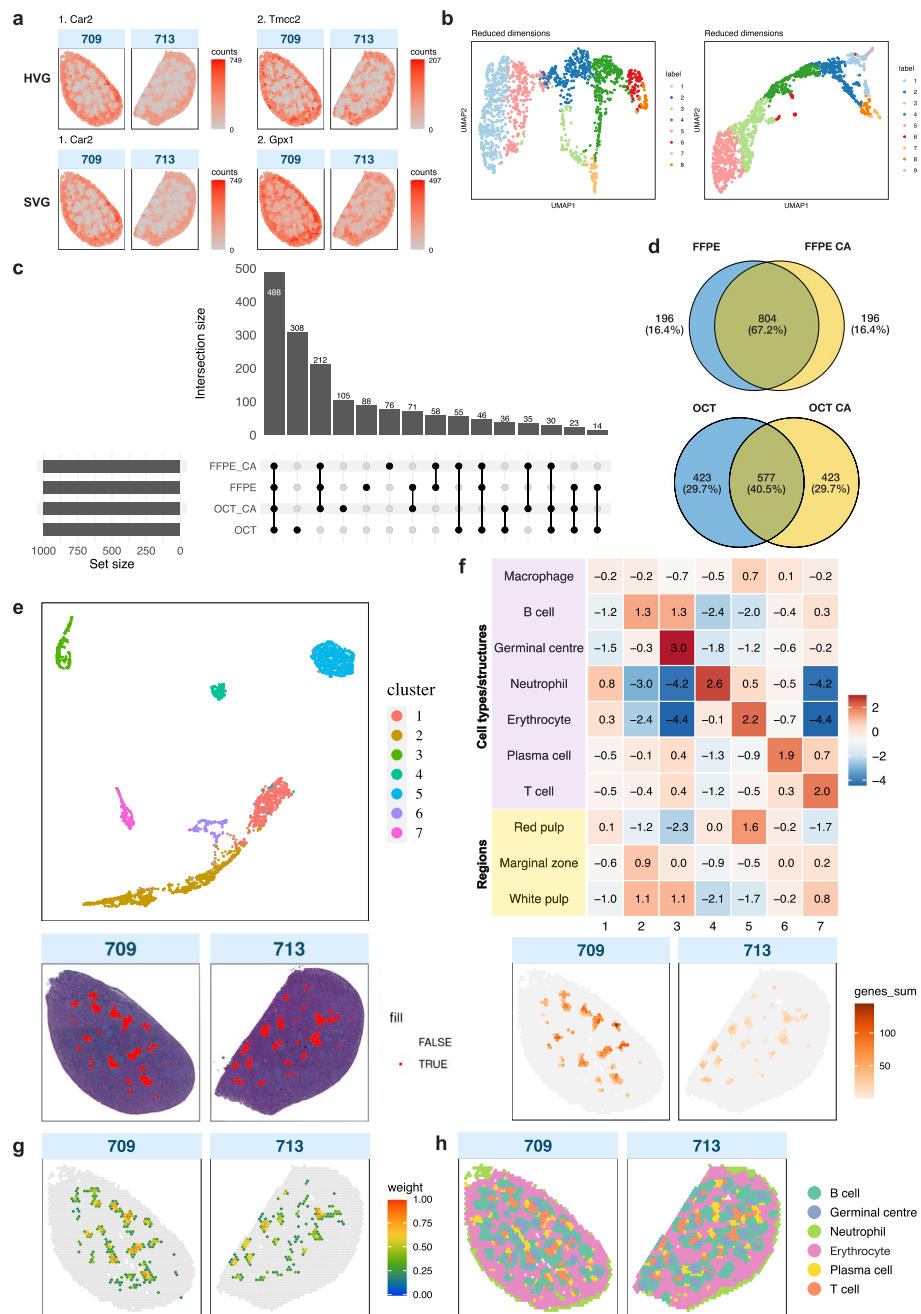 a
1. Car2
2. Tmcc2
709
713
709
713
HVG
counts
749
0
counts
207
0
1. Car2
2. Gpx1
709
713
709
713
SVG
counts
749
0
counts
497
0
b
Reduced dimensions
UMAP2
UMAP1
label
1
2
3
4
5
6
7
8
Reduced dimensions
UMAP2
UMAP1
label
1
2
3
4
5
6
7
8
9
c
Intersection size
500
400
300
200
100
0
488
308
212
105
88
76
71
58
55
46
36
35
30
23
14
FFPE_CA
FFPE
OCT_CA
OCT
1000
750
500
250
0
Set size
d
FFPE
FFPE CA
196
(16.4%)
804
(67.2%)
196
(16.4%)
OCT
OCT CA
423
(29.7%)
577
(40.5%)
423
(29.7%)
e
cluster
1
2
3
4
5
6
7
709
713
fill
FALSE
TRUE
f
Cell types/structures
Regions
Macrophage −0.2 −0.2 −0.7 −0.5 0.7 0.1 −0.2
B cell −1.2 1.3 1.3 −2.4 −2.0 −0.4 0.3
Germinal centre −1.5 −0.3 3.0 −1.8 −1.2 −0.6 −0.2
Neutrophil 0.8 −3.0 −4.2 2.6 0.5 −0.5 −4.2
Erythrocyte 0.3 −2.4 −4.4 −0.1 2.2 −0.7 −4.4
Plasma cell −0.5 −0.1 0.4 −1.3 −0.9 1.9 0.7
T cell −0.5 −0.4 0.4 −1.2 −0.5 0.3 2.0
Red pulp 0.1 −1.2 −2.3 0.0 1.6 −0.2 −1.7
Marginal zone −0.6 0.9 0.0 −0.9 −0.5 0.0 0.2
White pulp −1.0 1.1 1.1 −2.1 −1.7 −0.2 0.8
1 2 3 4 5 6 7
2
0
−2
−4
709
713
genes_sum
100
50
g
709
713
weight
1.00
0.75
0.50
0.25
0.00
h
709
713
B cell
Germinal centre
Neutrophil
Erythrocyte
Plasma cell
T cell